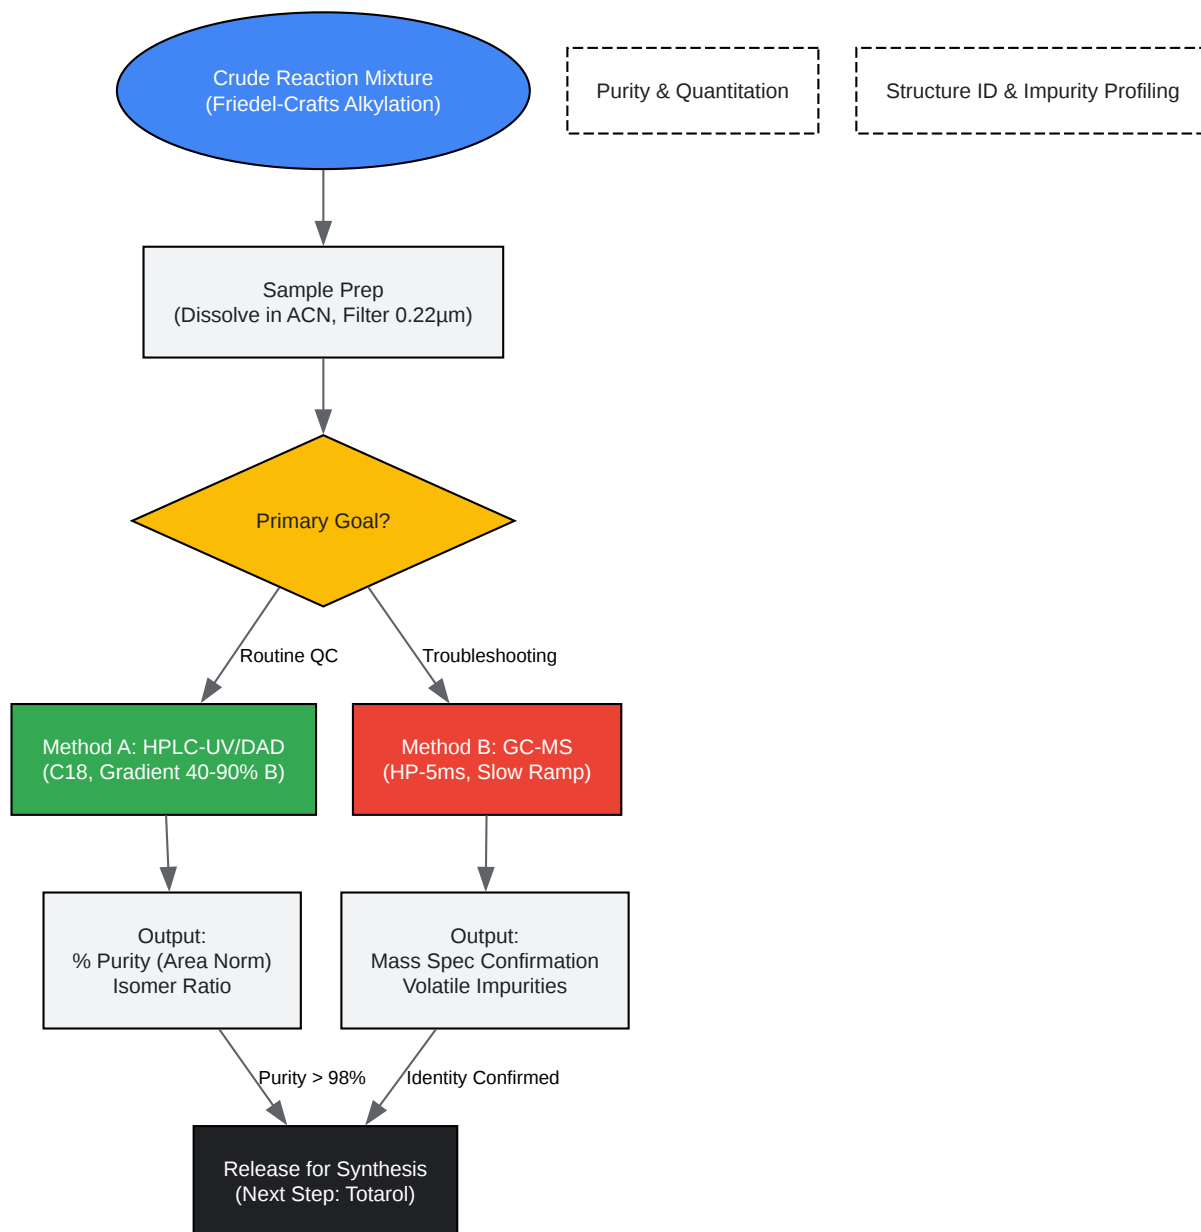 Crude Reaction Mixture
(Friedel-Crafts Alkylation)
Purity & Quantitation
Structure ID & Impurity Profiling
Sample Prep
(Dissolve in ACN, Filter 0.22µm)
Primary Goal?
Routine QC
Troubleshooting
Method A: HPLC-UV/DAD
(C18, Gradient 40-90% B)
Method B: GC-MS
(HP-5ms, Slow Ramp)
Output:
% Purity (Area Norm)
Isomer Ratio
Output:
Mass Spec Confirmation
Volatile Impurities
Purity > 98%
Identity Confirmed
Release for Synthesis
(Next Step: Totarol)